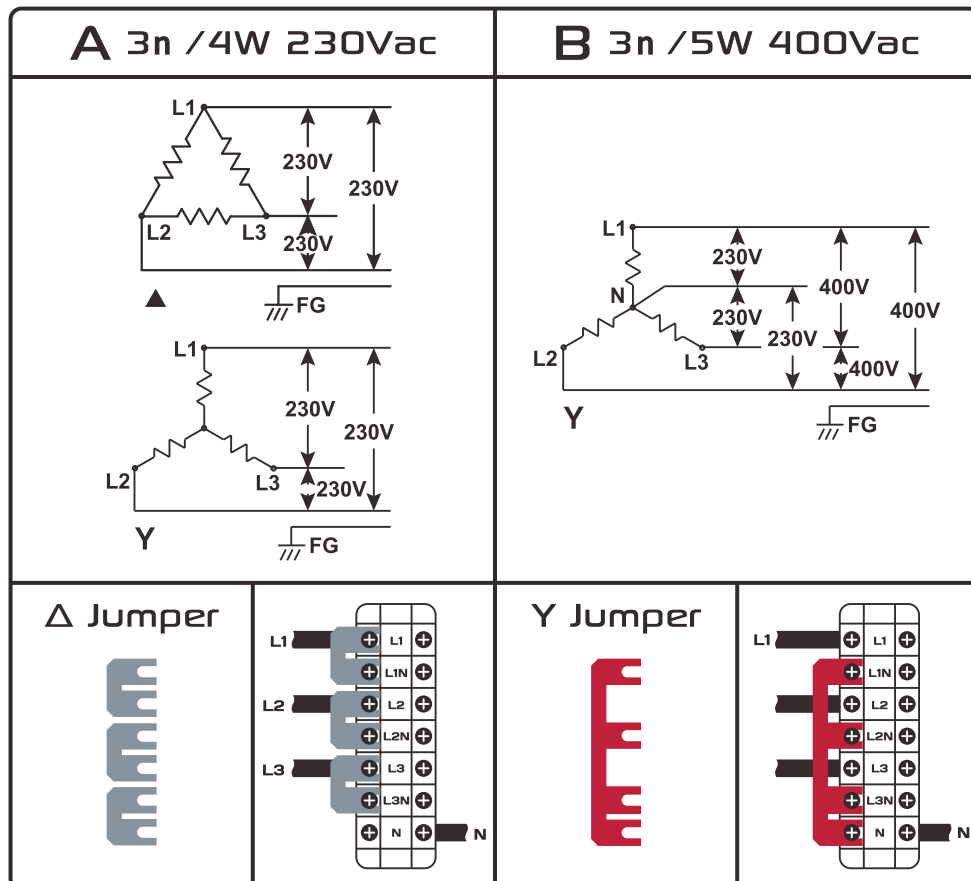 A 3n /4W 230Vac
L1
230V
230V
L2
L3
230V
FG
L1
230V
230V
L2
L3
230V
Y
FG
B 3n /5W 400Vac
L1
230V
N
400V
400V
230V
230V
L2
L3
400V
Y
FG
Δ Jumper
L1
L1
L1N
L2
L2
L2N
L3
L3
L3N
N
N
Y Jumper
L1
L1
L1N
L2
L2N
L3
L3N
N
N